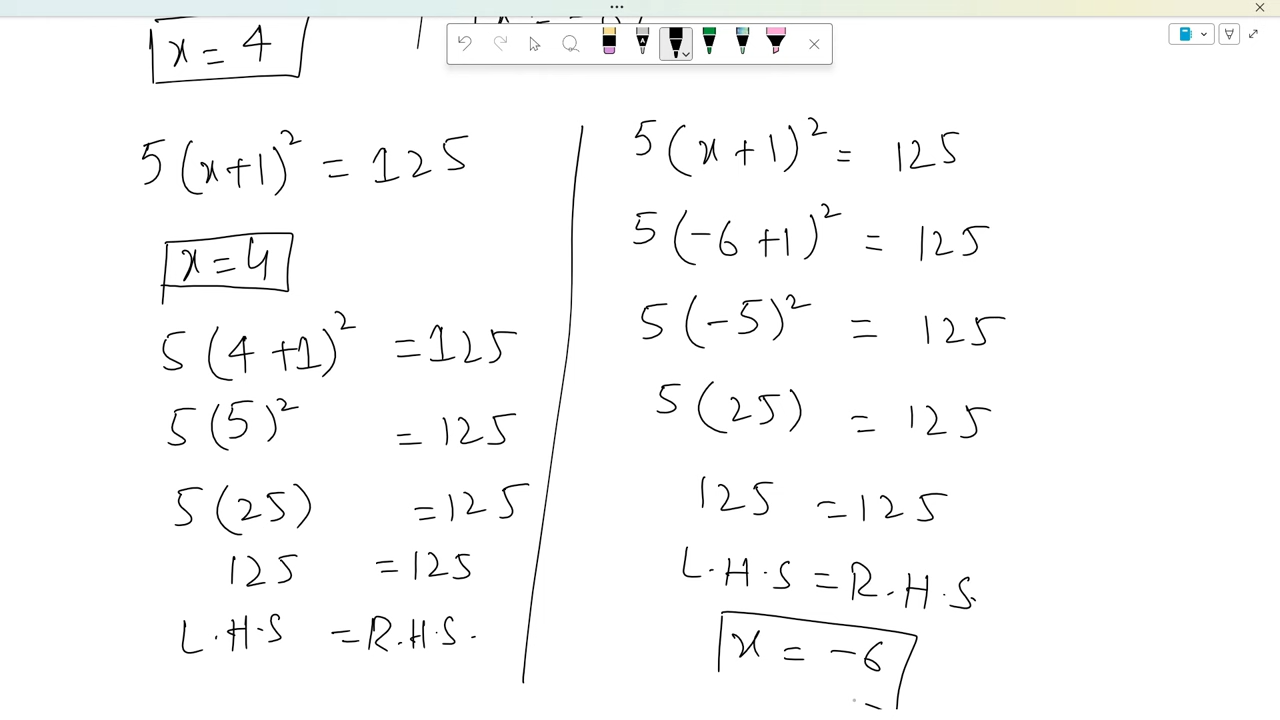 x = 4
5(x+1)² = 125
x = 4
5(4+1)² = 125
5(5)² = 125
5(25) = 125
125 = 125
L.H.S = R.H.S.
5(x+1)² = 125
5(-6+1)² = 125
5(-5)² = 125
5(25) = 125
125 = 125
L.H.S = R.H.S.
x = -6